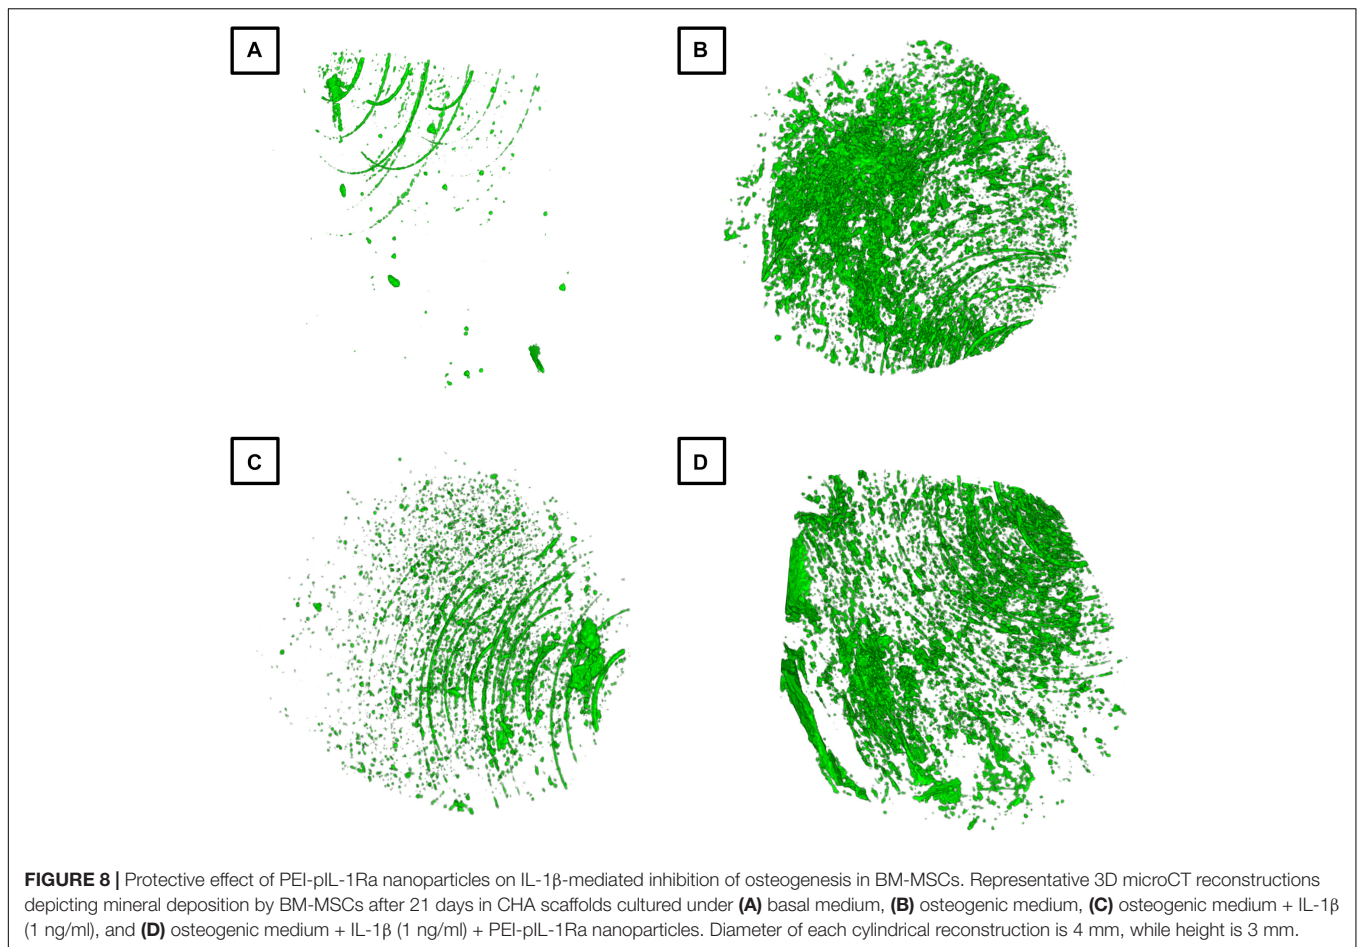 A
B
C
D
FIGURE 8 | Protective effect of PEI-pIL-1Ra nanoparticles on IL-1β-mediated inhibition of osteogenesis in BM-MSCs. Representative 3D microCT reconstructions
depicting mineral deposition by BM-MSCs after 21 days in CHA scaffolds cultured under (A) basal medium, (B) osteogenic medium, (C) osteogenic medium + IL-1β
(1 ng/ml), and (D) osteogenic medium + IL-1β (1 ng/ml) + PEI-pIL-1Ra nanoparticles. Diameter of each cylindrical reconstruction is 4 mm, while height is 3 mm.